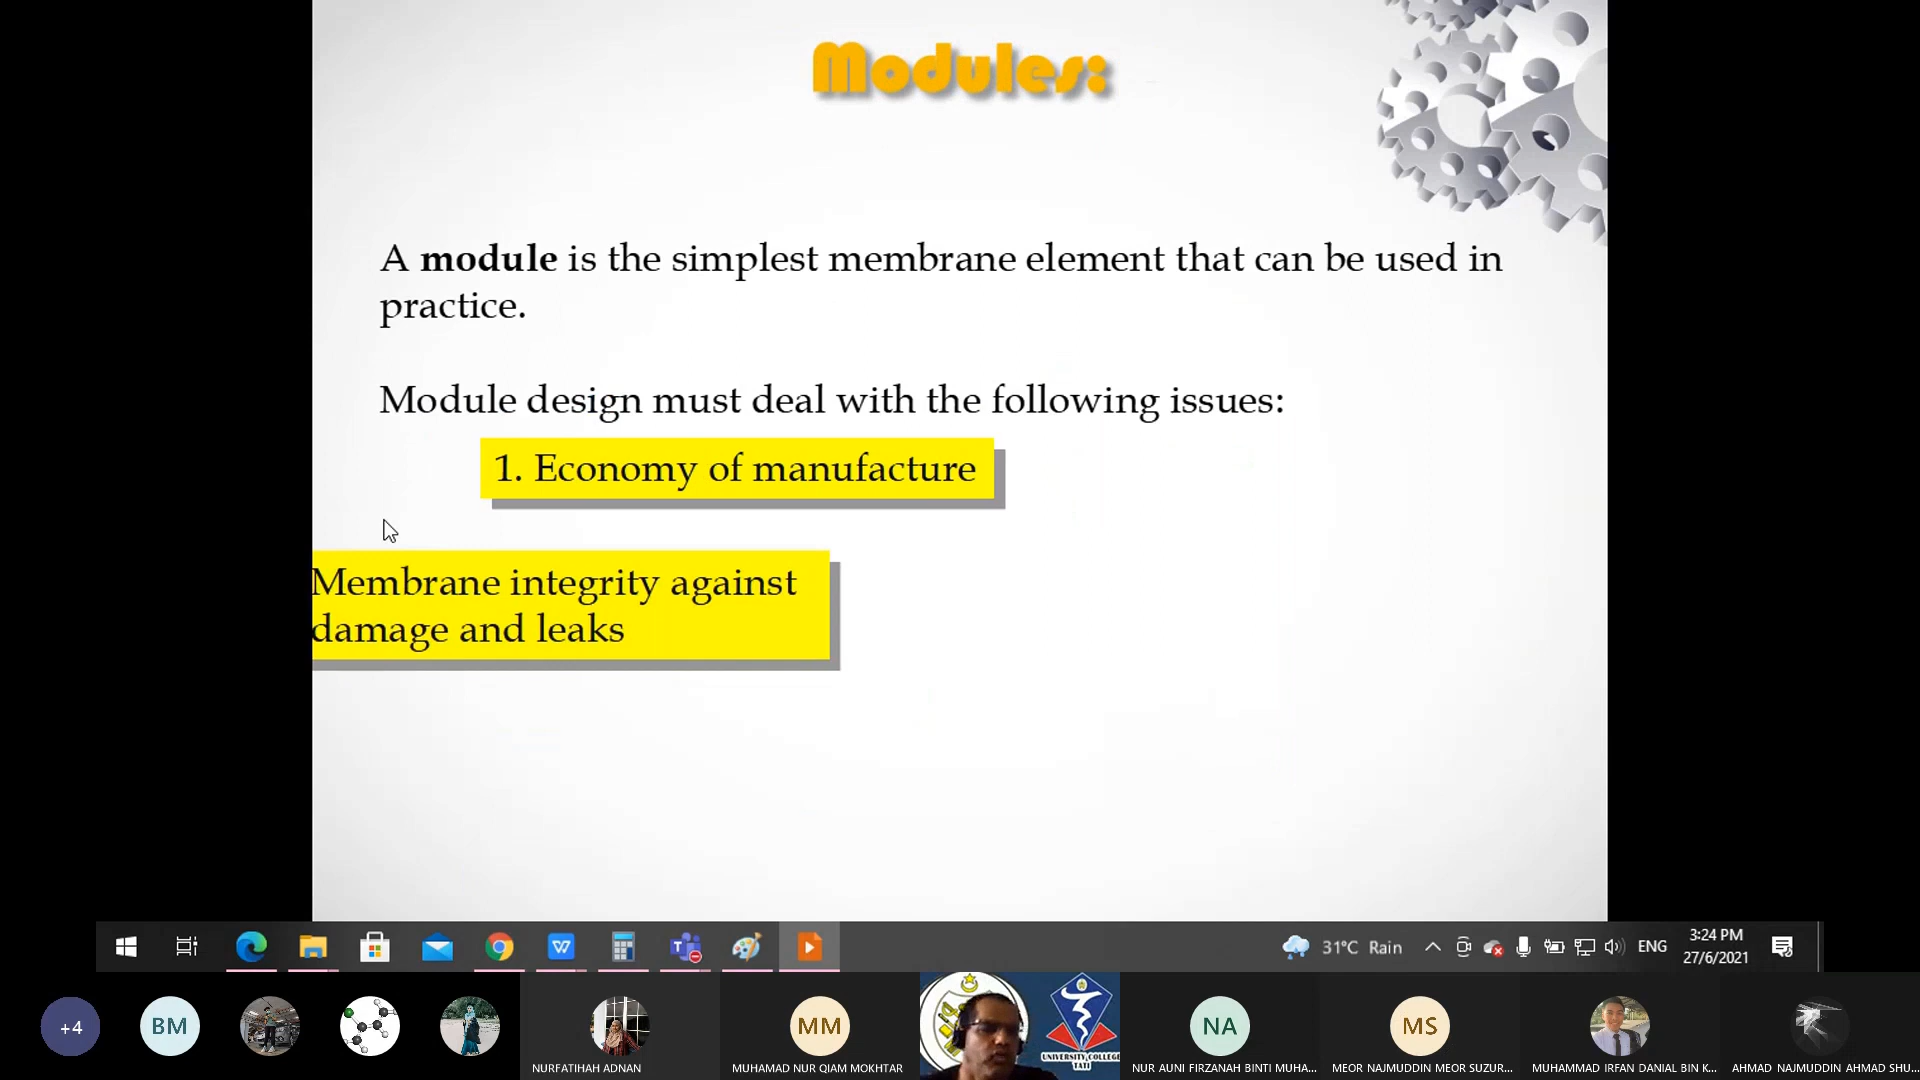 Modules:
A module is the simplest membrane element that can be used in
practice.
Module design must deal with the following issues:
1. Economy of manufacture
Membrane integrity against
damage and leaks
31°C Rain
ENG
3:24 PM
27/6/2021
+4
BM
NURFATIHAH ADNAN
MM
MUHAMAD NUR QIAM MOKHTAR
UNIVERSITY COLLEGE
TATI
NA
NUR AUNI FIRZANAH BINTI MUHA...
MS
MEOR NAJMUDDIN MEOR SUZUR...
MUHAMMAD IRFAN DANIAL BIN K...
AHMAD NAJMUDDIN AHMAD SHU...